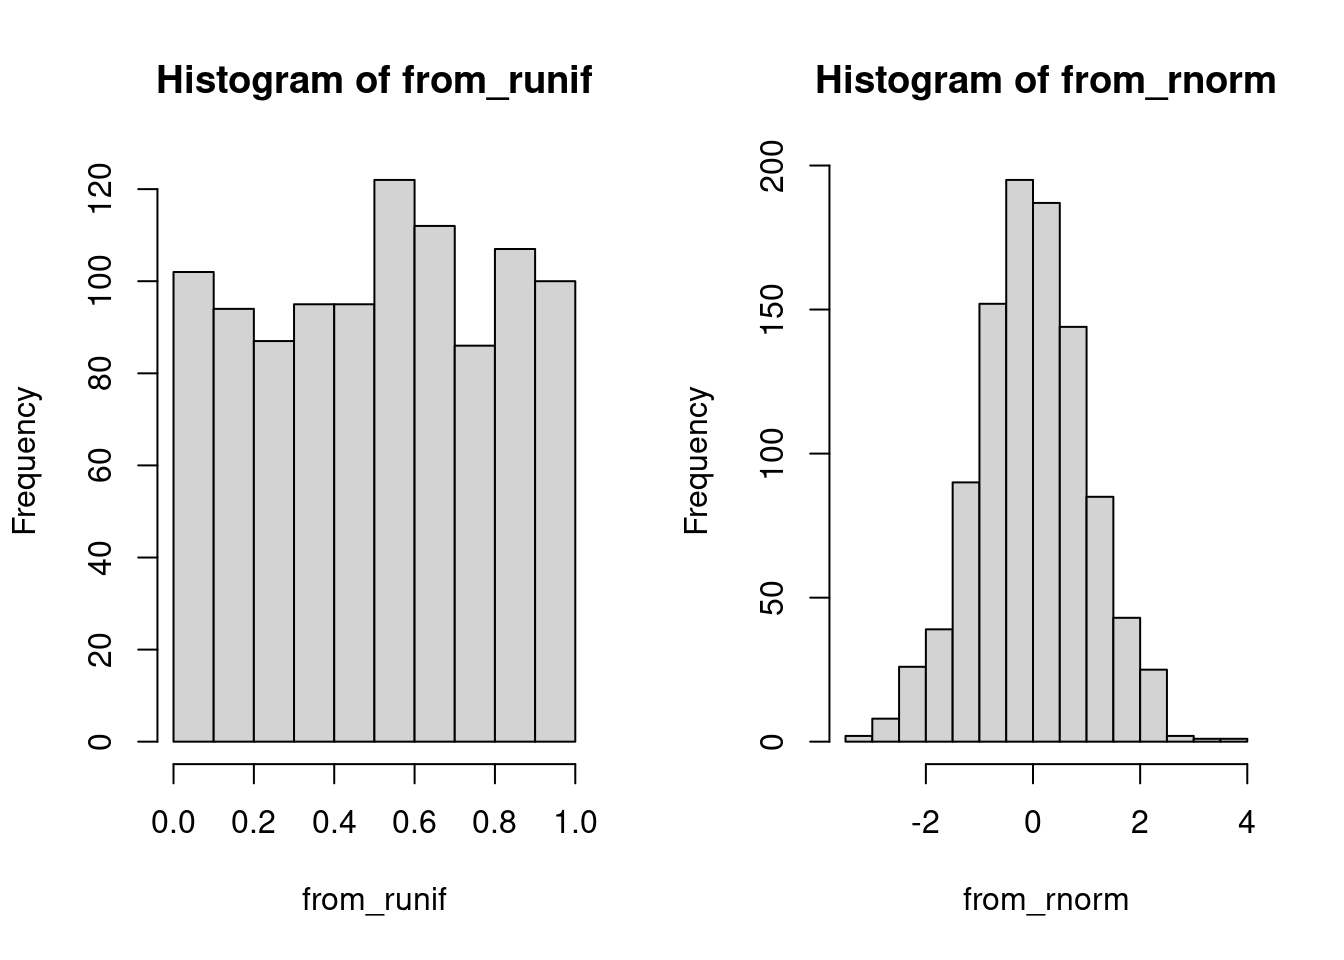 Histogram of from_runif
Frequency
120
100
80
60
40
20
0
0.0 0.2 0.4 0.6 0.8 1.0
from_runif
Histogram of from_rnorm
Frequency
200
150
100
50
0
-2 0 2 4
from_rnorm